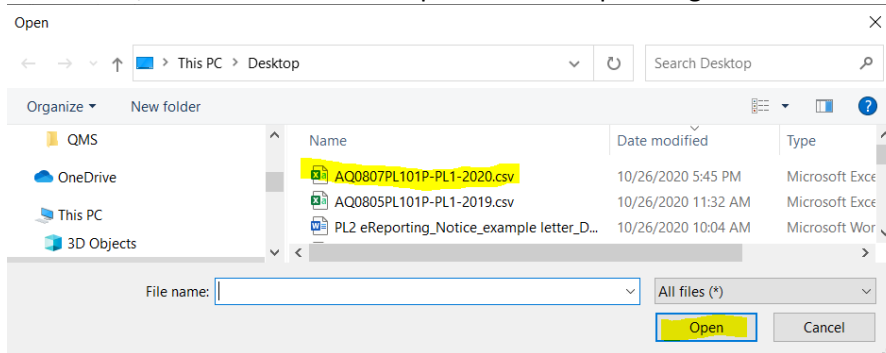 Open
This PC > Desktop
Search Desktop
Organize
New folder
QMS
OneDrive
This PC
3D Objects
Name
Date modified
Type
AQ0807PL101P-PL1-2020.csv
10/26/2020 5:45 PM
Microsoft Exce
AQ0805PL101P-PL1-2019.csv
10/26/2020 11:32 AM
Microsoft Exce
PL2 eReporting_Notice_example letter_D...
10/26/2020 10:04 AM
Microsoft Wor
File name:
All files (*)
Open
Cancel